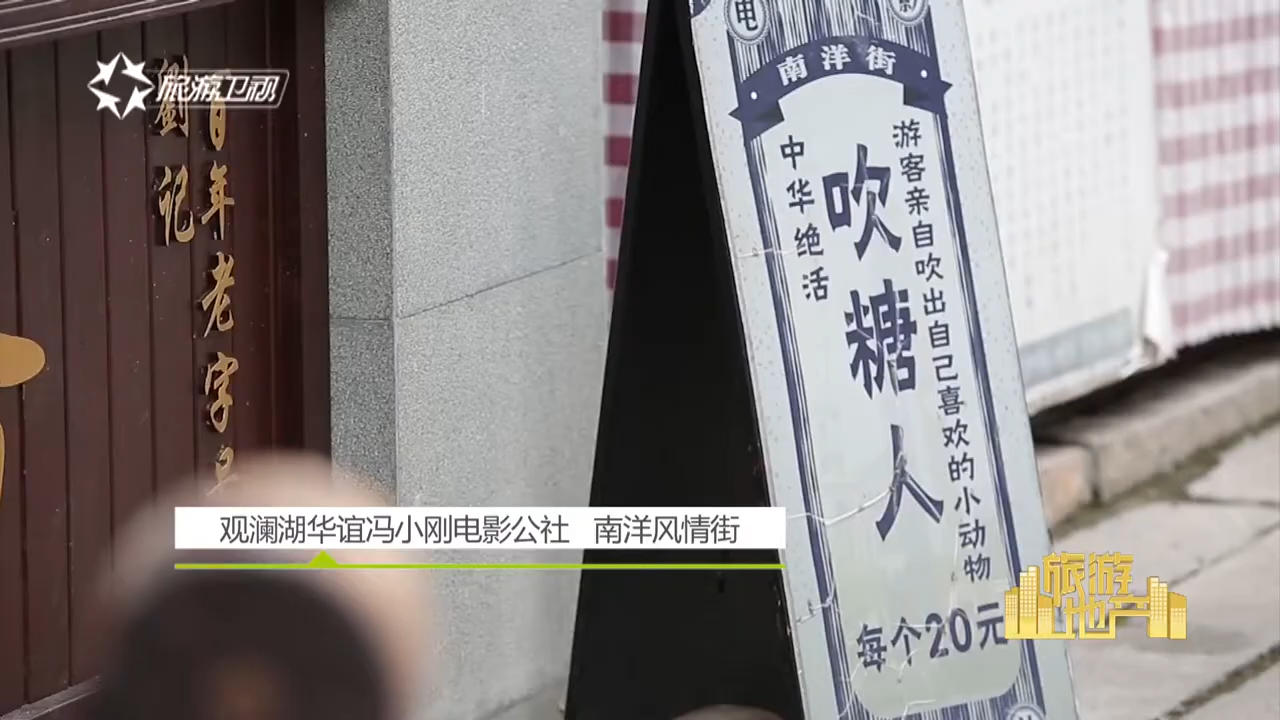 旅游卫视
百年老字号
劉记
电
影
南洋街
游客亲自吹出自己喜欢的小动物
吹糖人
中华绝活
每个20元
观澜湖华谊冯小刚电影公社 南洋风情街
旅游地产